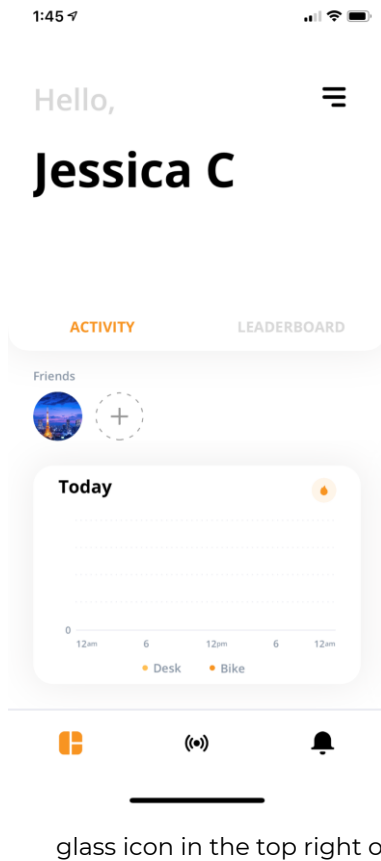 1:45
Hello,
Jessica C
ACTIVITY LEADERBOARD
Friends
Today
0
12am 6 12pm 6 12am
Desk Bike
glass icon in the top right o